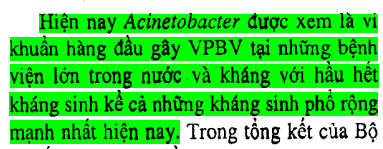 Hiện nay Acinetobacter được xem là vi
khuẩn hàng đầu gây VPBV tại những bệnh
viện lớn trong nước và kháng với hầu hết
kháng sinh kể cả những kháng sinh phổ rộng
mạnh nhất hiện nay. Trong tổng kết của Bộ